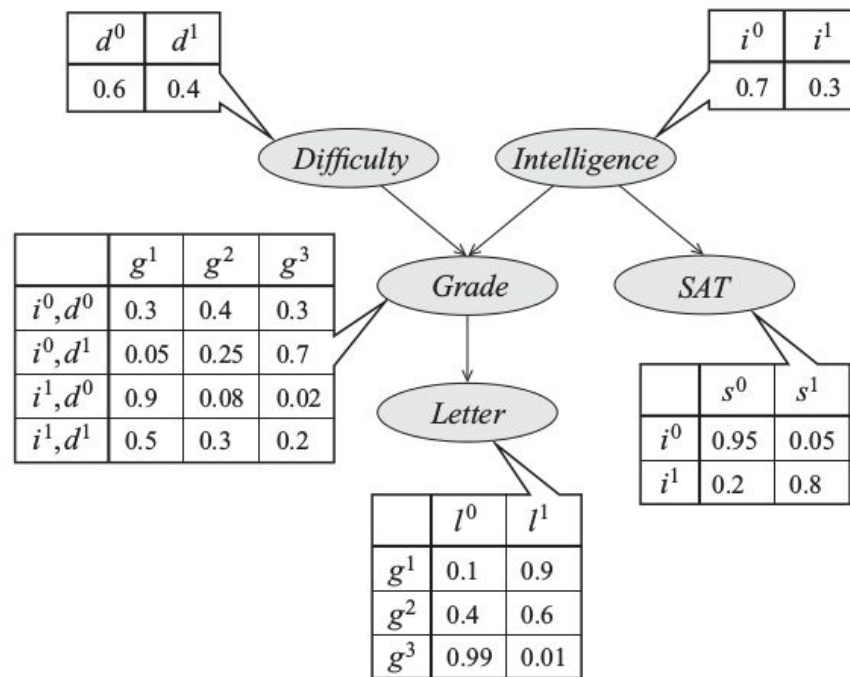 d⁰ d¹
0.6 0.4
i⁰ i¹
0.7 0.3
Difficulty
Intelligence
g¹ g² g³
i⁰,d⁰ 0.3 0.4 0.3
i⁰,d¹ 0.05 0.25 0.7
i¹,d⁰ 0.9 0.08 0.02
i¹,d¹ 0.5 0.3 0.2
Grade
SAT
Letter
s⁰ s¹
i⁰ 0.95 0.05
i¹ 0.2 0.8
l⁰ l¹
g¹ 0.1 0.9
g² 0.4 0.6
g³ 0.99 0.01